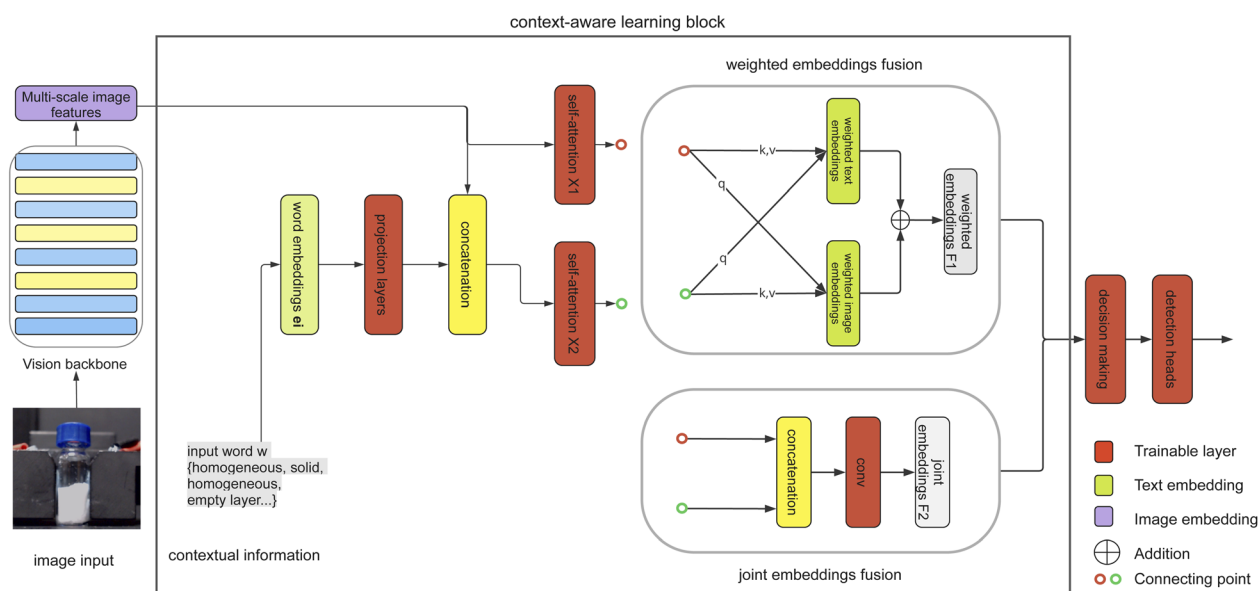 context-aware learning block
weighted embeddings fusion
Multi-scale image
features
self-attention X1
weighted text
embeddings
k,v
q
weighted
embeddings F1
word embeddings ei
projection layers
concatenation
self-attention X2
q
k,v
weighted image
embeddings
decision making
detection heads
Vision backbone
input word w
{homogeneous, solid,
homogeneous,
empty layer...}
concatenation
conv
joint
embeddings F2
Trainable layer
Text embedding
Image embedding
Addition
Connecting point
image input
contextual information
joint embeddings fusion